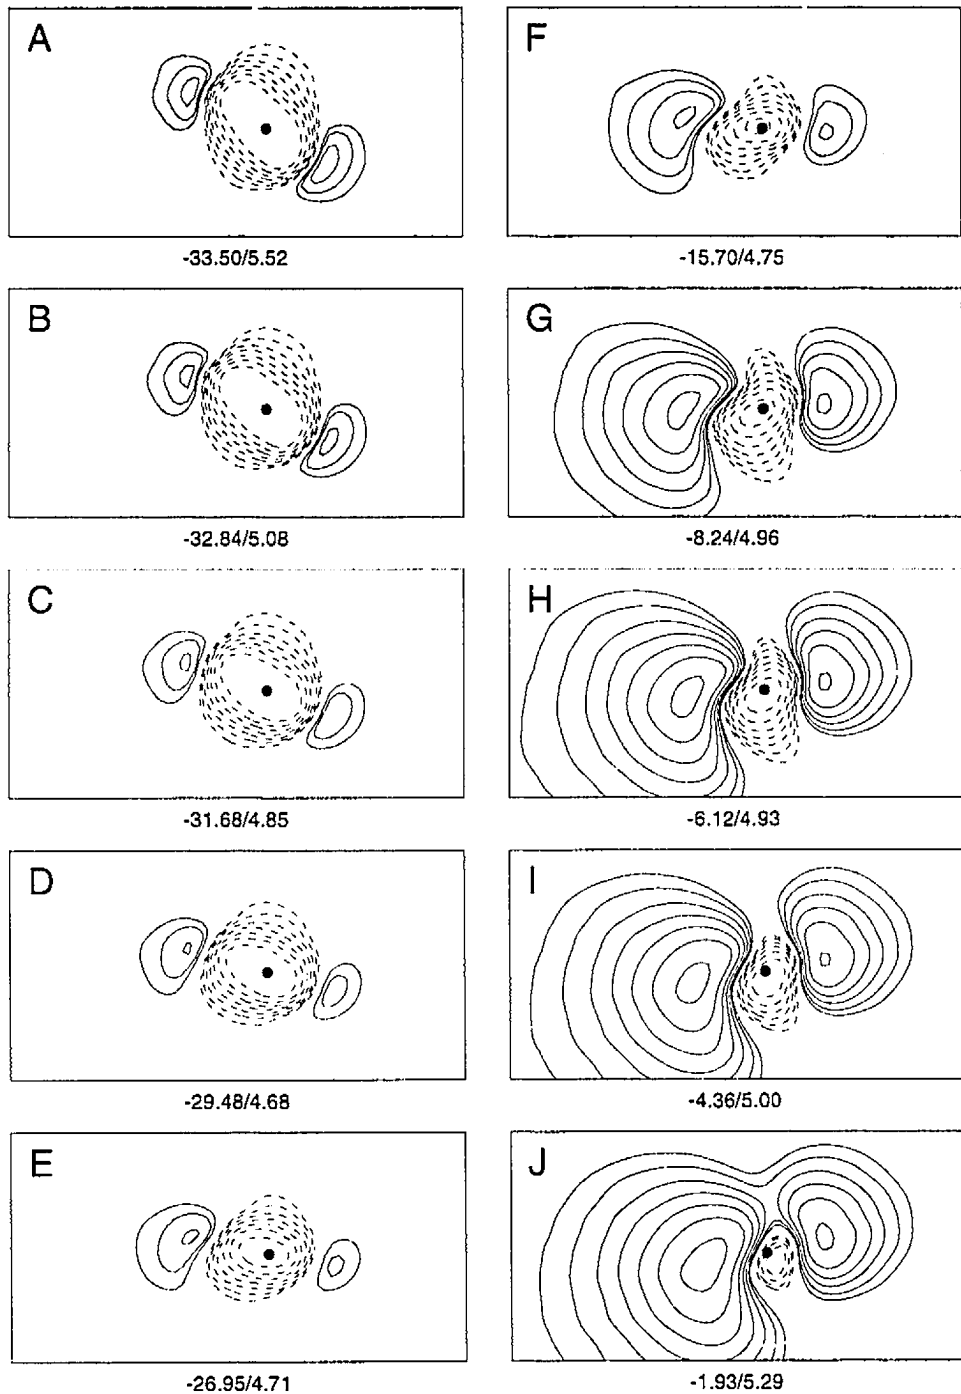 A
-33.50/5.52
B
-32.84/5.08
C
-31.68/4.85
D
-29.48/4.68
E
-26.95/4.71
F
-15.70/4.75
G
-8.24/4.96
H
-6.12/4.93
I
-4.36/5.00
J
-1.93/5.29